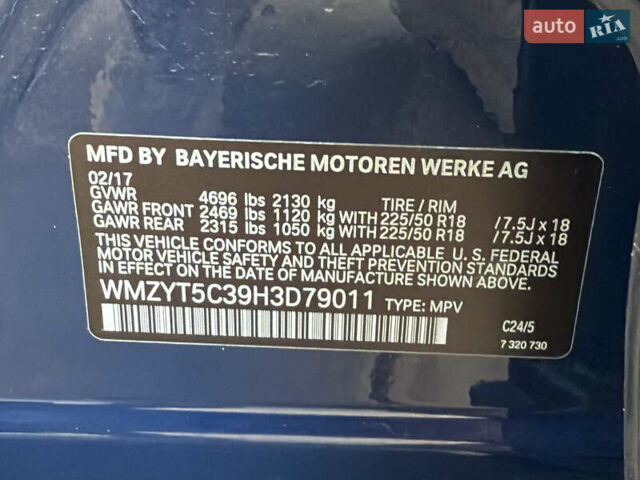 auto RIA
MFD BY BAYERISCHE MOTOREN WERKE AG
02/17
GVWR 4696 lbs 2130 kg TIRE / RIM
GAWR FRONT 2469 lbs 1120 kg WITH 225/50 R18 /7.5J x 18
GAWR REAR 2315 lbs 1050 kg WITH 225/50 R18 /7.5J x 18
THIS VEHICLE CONFORMS TO ALL APPLICABLE U. S. FEDERAL
MOTOR VEHICLE SAFETY, BUMPER, AND THEFT PREVENTION
STANDARDS IN EFFECT ON THE DATE OF MANUFACTURE SHOWN ABOVE.
WMZYT5C39H3D79011 TYPE: MPV
C24/5
7 320 730